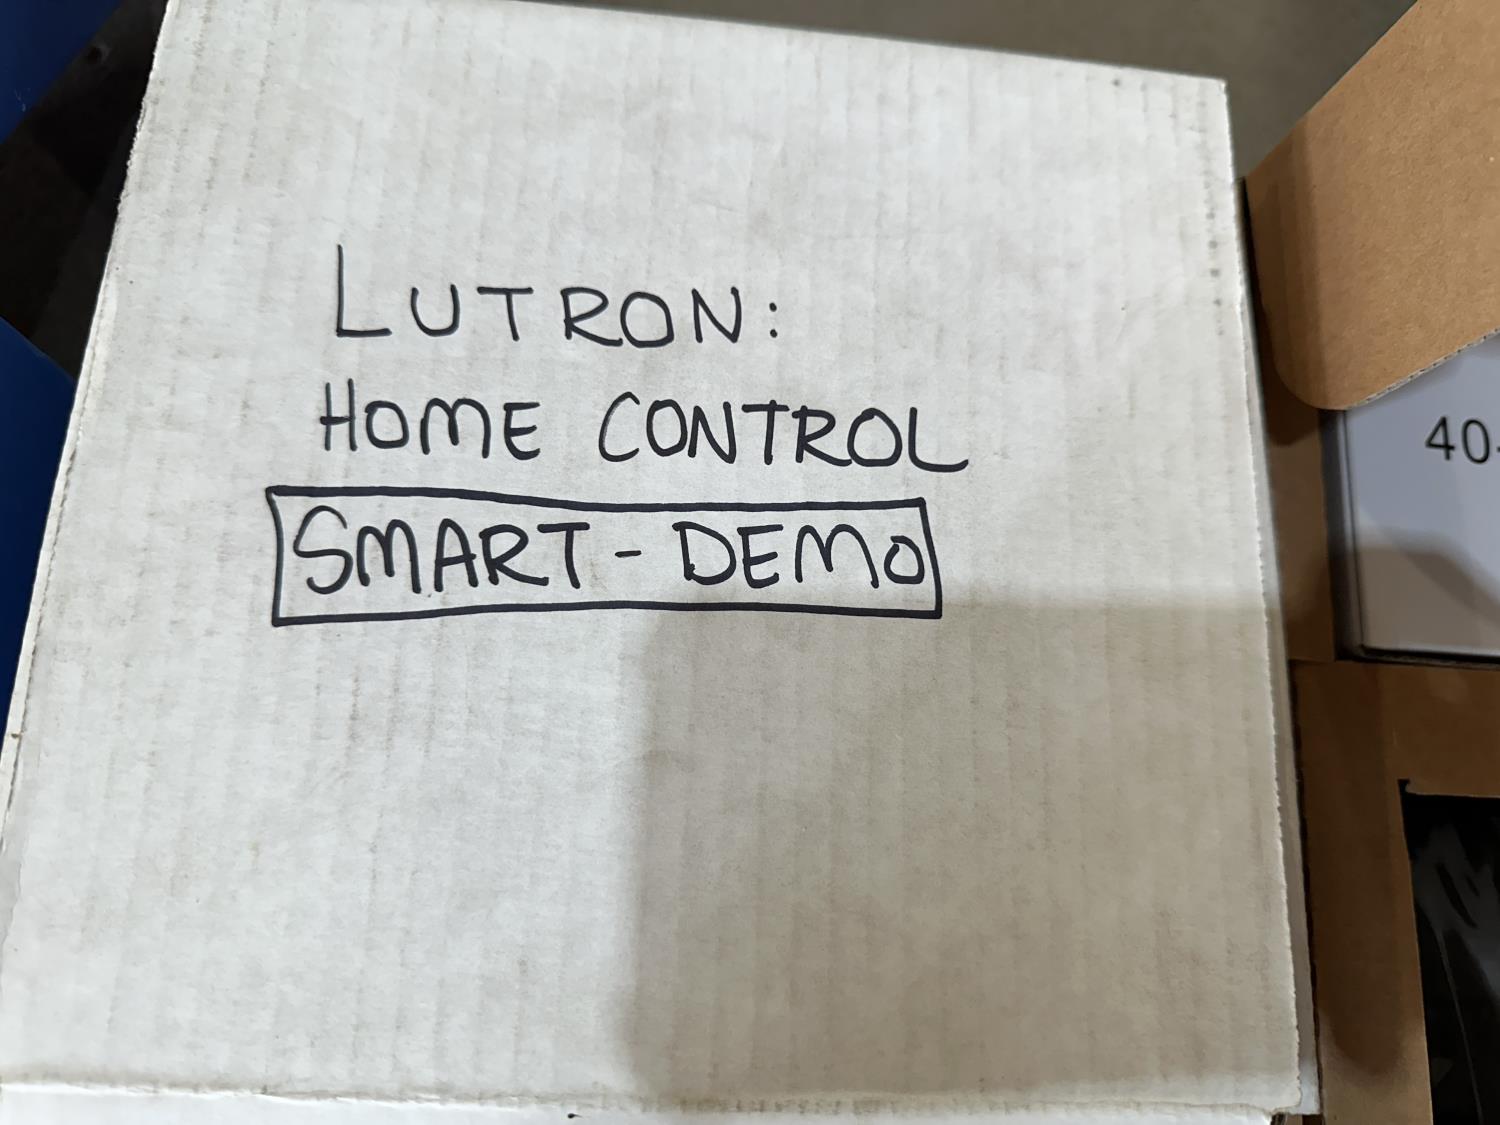 LUTRON:
HOME CONTROL
SMART-DEMO
40-